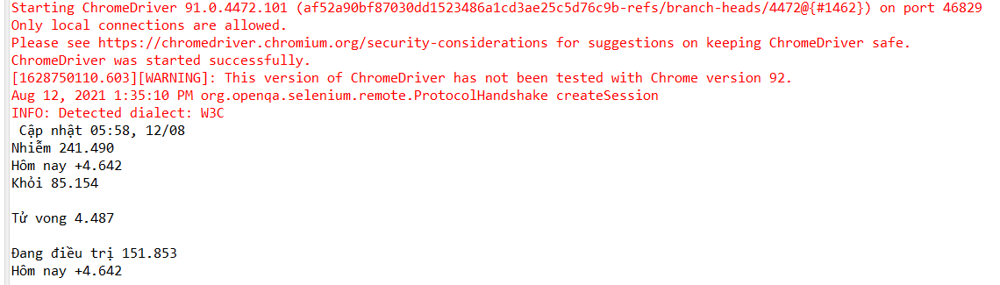 Starting ChromeDriver 91.0.4472.101 (af52a90bf87030dd1523486a1cd3ae25c5d76c9b-refs/branch-heads/4472@{#1462}) on port 46829
Only local connections are allowed.
Please see https://chromedriver.chromium.org/security-considerations for suggestions on keeping ChromeDriver safe.
ChromeDriver was started successfully.
[1628750110.603][WARNING]: This version of ChromeDriver has not been tested with Chrome version 92.
Aug 12, 2021 1:35:10 PM org.openqa.selenium.remote.ProtocolHandshake createSession
INFO: Detected dialect: W3C
Cập nhật 05:58, 12/08
Nhiễm 241.490
Hôm nay +4.642
Khỏi 85.154
Tử vong 4.487
Đang điều trị 151.853
Hôm nay +4.642